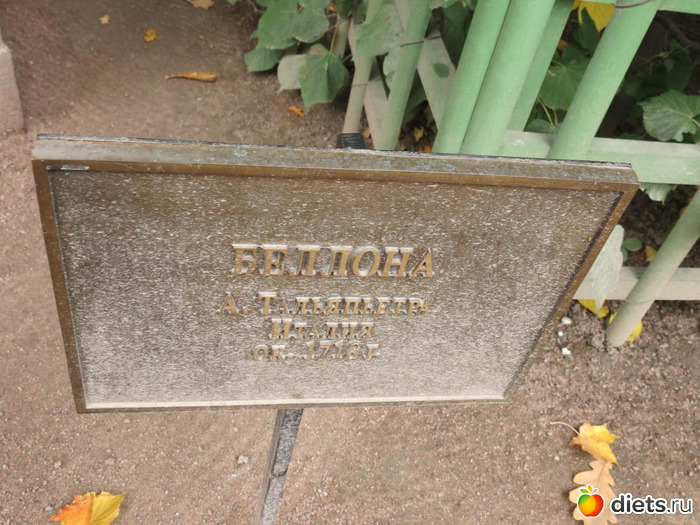 БЕЛЛОНА
А. Тальяпьетра
Италия
ок. 1718 г.
diets.ru